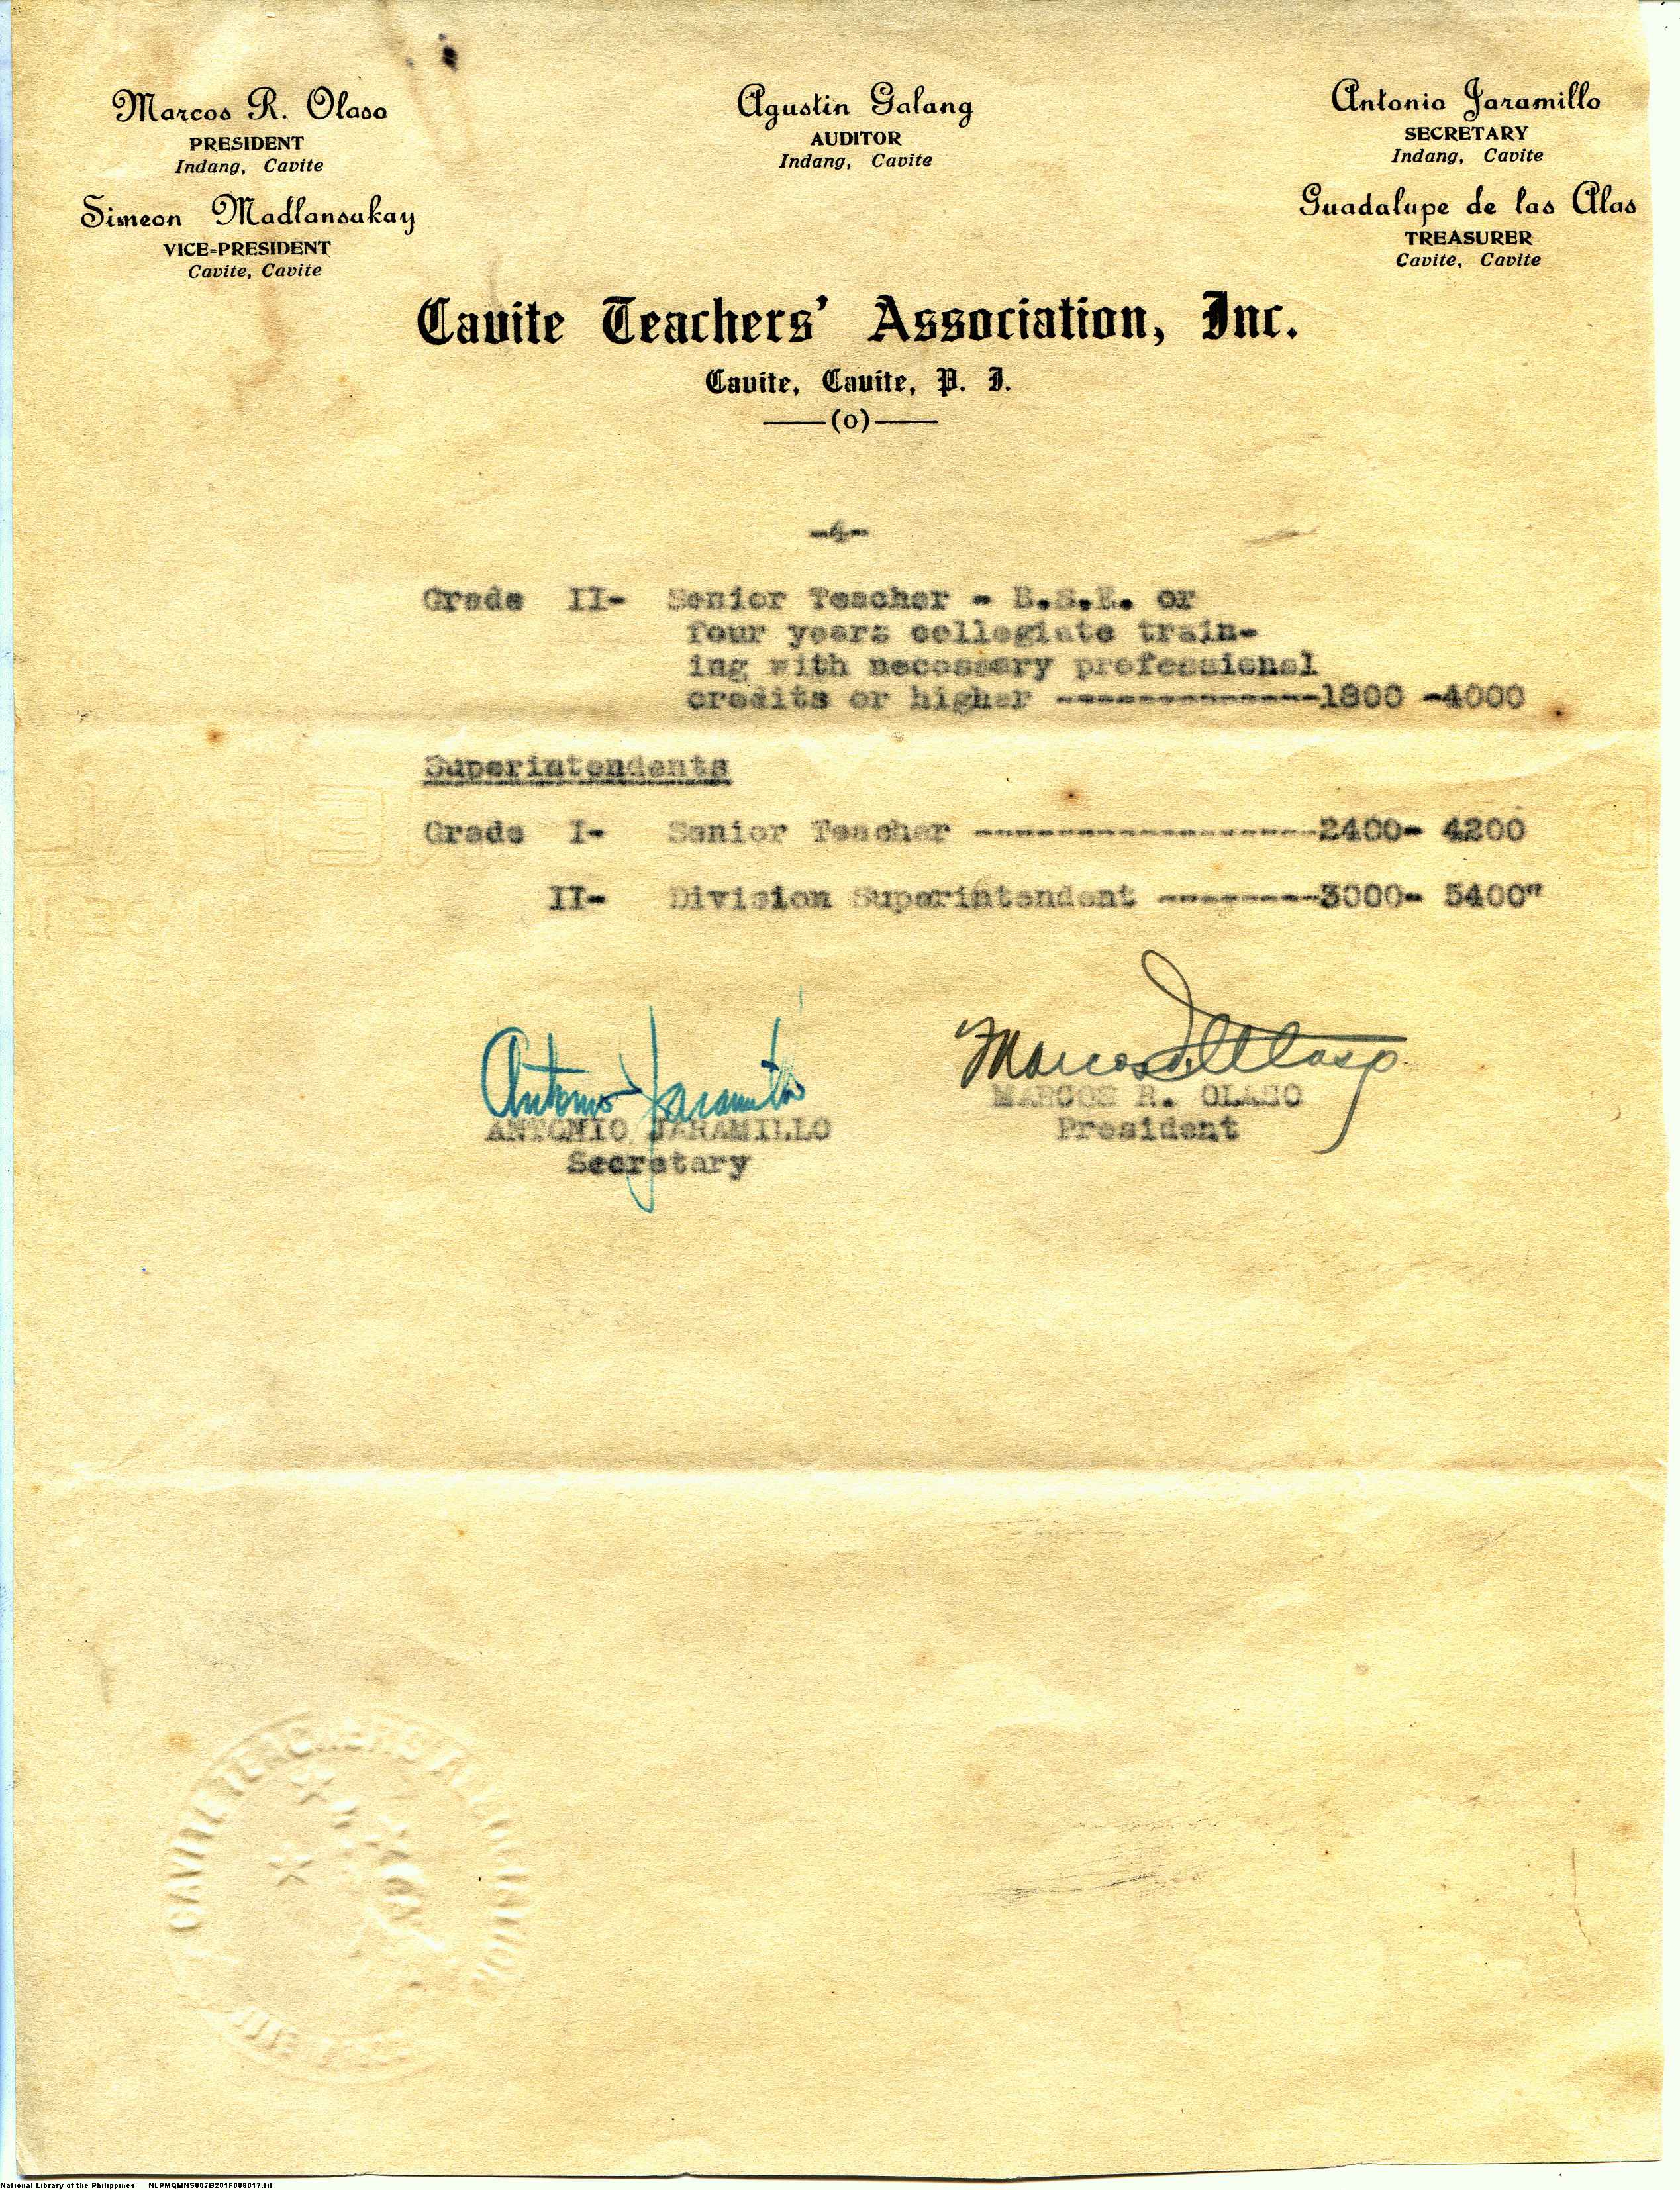 Marcos R. Olaso
PRESIDENT
Indang, Cavite
Simeon Madlansakay
VICE-PRESIDENT
Cavite, Cavite
Agustin Galang
AUDITOR
Indang, Cavite
Antonio Jaramillo
SECRETARY
Indang, Cavite
Guadalupe de las Alas
TREASURER
Cavite, Cavite
Cavite Teachers' Association, Inc.
Cavite, Cavite, P. I.
——(o)——
-4-
Grade II- Senior Teacher - B.S.E. or
four years collegiate train-
ing with necessary professional
credits or higher -------------1800 -4000
Superintendents
Grade I- Senior Teacher -----------------2400- 4200
II- Division Superintendent --------3000- 5400"
Antonio Jaramillo
ANTONIO JARAMILLO
Secretary
Marcos R. Olaso
MARCOS R. OLASO
President
CAVITE TEACHERS ASSOCIATION
National Library of the Philippines NLPMQMNS007B201F008017.tif